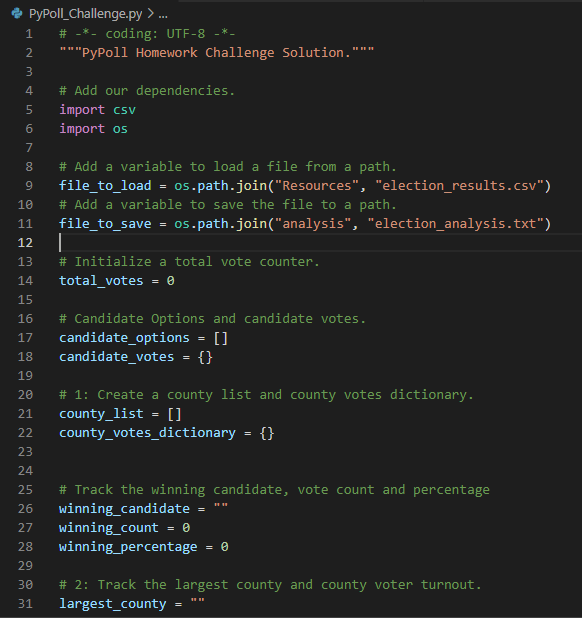 PyPoll_Challenge.py > ...
1 # -*- coding: UTF-8 -*-
2 """PyPoll Homework Challenge Solution."""
3
4 # Add our dependencies.
5 import csv
6 import os
7
8 # Add a variable to load a file from a path.
9 file_to_load = os.path.join("Resources", "election_results.csv")
10 # Add a variable to save the file to a path.
11 file_to_save = os.path.join("analysis", "election_analysis.txt")
12
13 # Initialize a total vote counter.
14 total_votes = 0
15
16 # Candidate Options and candidate votes.
17 candidate_options = []
18 candidate_votes = {}
19
20 # 1: Create a county list and county votes dictionary.
21 county_list = []
22 county_votes_dictionary = {}
23
24
25 # Track the winning candidate, vote count and percentage
26 winning_candidate = ""
27 winning_count = 0
28 winning_percentage = 0
29
30 # 2: Track the largest county and county voter turnout.
31 largest_county = ""